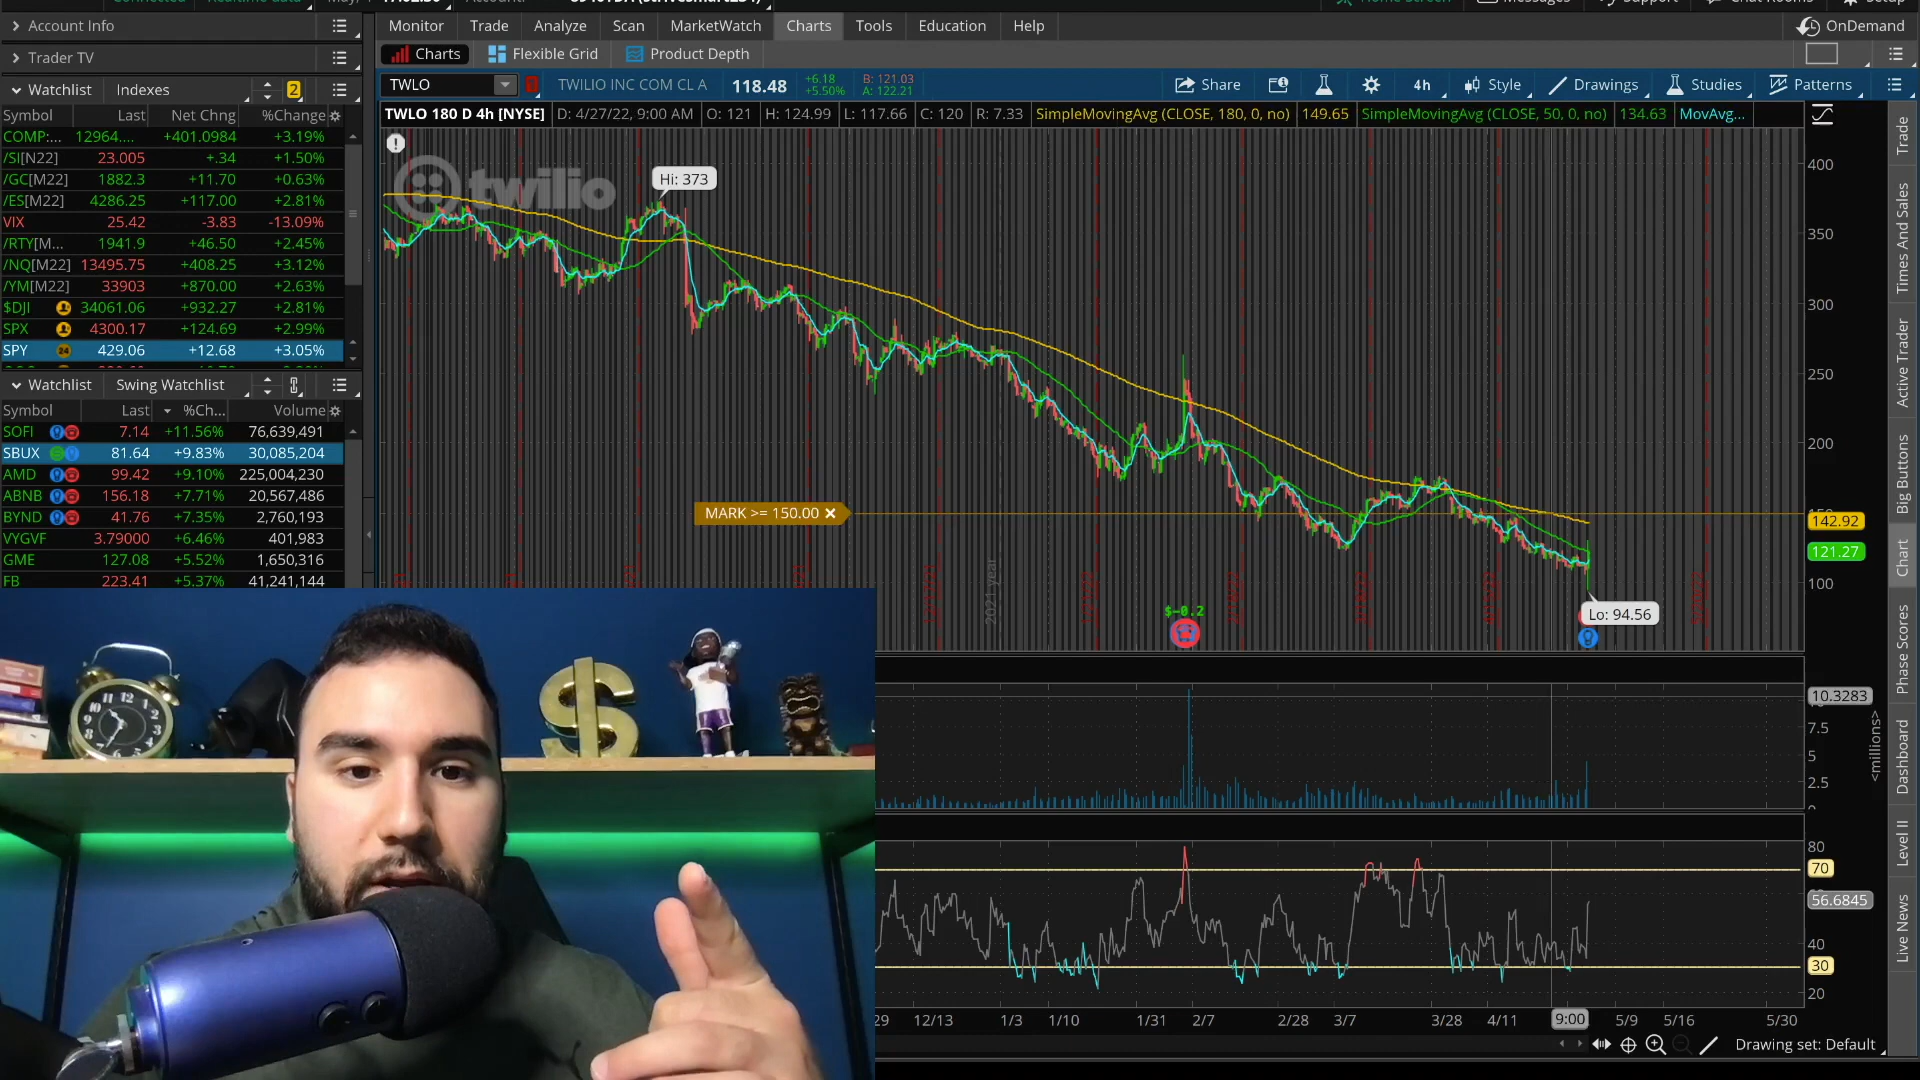 Account Info
Trader TV
Monitor Trade Analyze Scan MarketWatch Charts Tools Education Help
OnDemand
Charts Flexible Grid Product Depth
Watchlist Indexes 2
TWLO TWILIO INC COM CL A 118.48 +6.18 +5.50% B: 121.03 A: 122.21
Share 4h Style Drawings Studies Patterns
TWLO 180 D 4h [NYSE] D: 4/27/22, 9:00 AM O: 121 H: 124.99 L: 117.66 C: 120 R: 7.33 SimpleMovingAvg (CLOSE, 180, 0, no) 149.65 SimpleMovingAvg (CLOSE, 50, 0, no) 134.63 MovAvg...
Symbol Last Net Chng %Change
COMP:... 12964.... +401.0984 +3.19%
/SI[N22] 23.005 +.34 +1.50%
/GC[M22] 1882.3 +11.70 +0.63%
/ES[M22] 4286.25 +117.00 +2.81%
VIX 25.42 -3.83 -13.09%
/RTY[M... 1941.9 +46.50 +2.45%
/NQ[M22] 13495.75 +408.25 +3.12%
/YM[M22] 33903 +870.00 +2.63%
$DJI 34061.06 +932.27 +2.81%
SPX 4300.17 +124.69 +2.99%
SPY 24 429.06 +12.68 +3.05%
Watchlist Swing Watchlist
Symbol Last %Ch... Volume
SOFI 7.14 +11.56% 76,639,491
SBUX 81.64 +9.83% 30,085,204
AMD 99.42 +9.10% 225,004,230
ABNB 156.18 +7.71% 20,567,486
BYND 41.76 +7.35% 2,760,193
VYGVF 3.79000 +6.46% 401,983
GME 127.08 +5.52% 1,650,316
FB 223.41 +5.37% 41,241,144
twilio
Hi: 373
MARK >= 150.00
2021 year
$-0.2
Lo: 94.56
400
350
300
250
200
142.92
121.27
100
10.3283
7.5
5
2.5
<millions>
80
70
56.6845
40
30
20
29 12/13 1/3 1/10 1/31 2/7 2/28 3/7 3/28 4/11 9:00 5/9 5/16 5/30
Drawing set: Default
Trade
Times And Sales
Active Trader
Big Buttons
Chart
Phase Scores
Dashboard
Level II
Live News
12
11